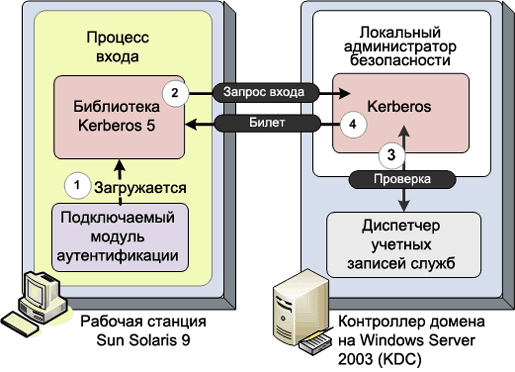 Процесс
входа
Библиотека
Kerberos 5
2
1
Загружается
Подключаемый
модуль
аутентификации
Рабочая станция
Sun Solaris 9
Запрос входа
Билет
Локальный
администратор
безопасности
Kerberos
4
3
Проверка
Диспетчер
учетных
записей служб
Контроллер домена
на Windows Server
2003 (KDC)